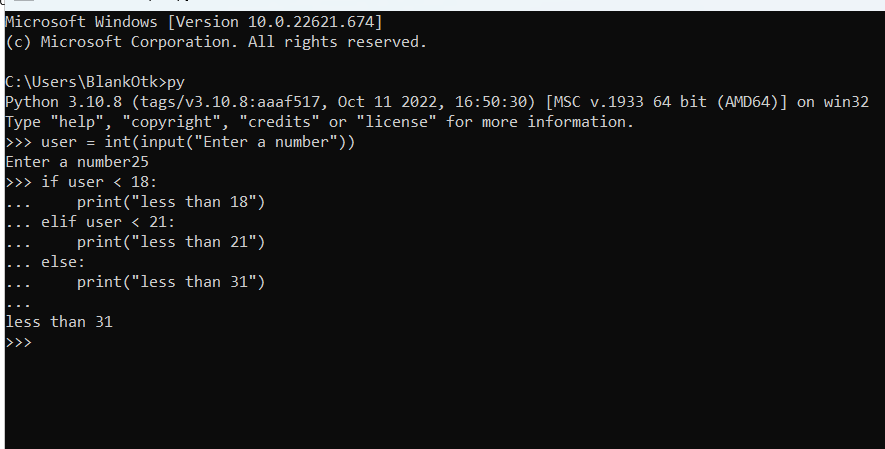 Microsoft Windows [Version 10.0.22621.674]
(c) Microsoft Corporation. All rights reserved.

C:\Users\BlankOtk>py
Python 3.10.8 (tags/v3.10.8:aaaf517, Oct 11 2022, 16:50:30) [MSC v.1933 64 bit (AMD64)] on win32
Type "help", "copyright", "credits" or "license" for more information.
>>> user = int(input("Enter a number"))
Enter a number25
>>> if user < 18:
...     print("less than 18")
... elif user < 21:
...     print("less than 21")
... else:
...     print("less than 31")
...
less than 31
>>>